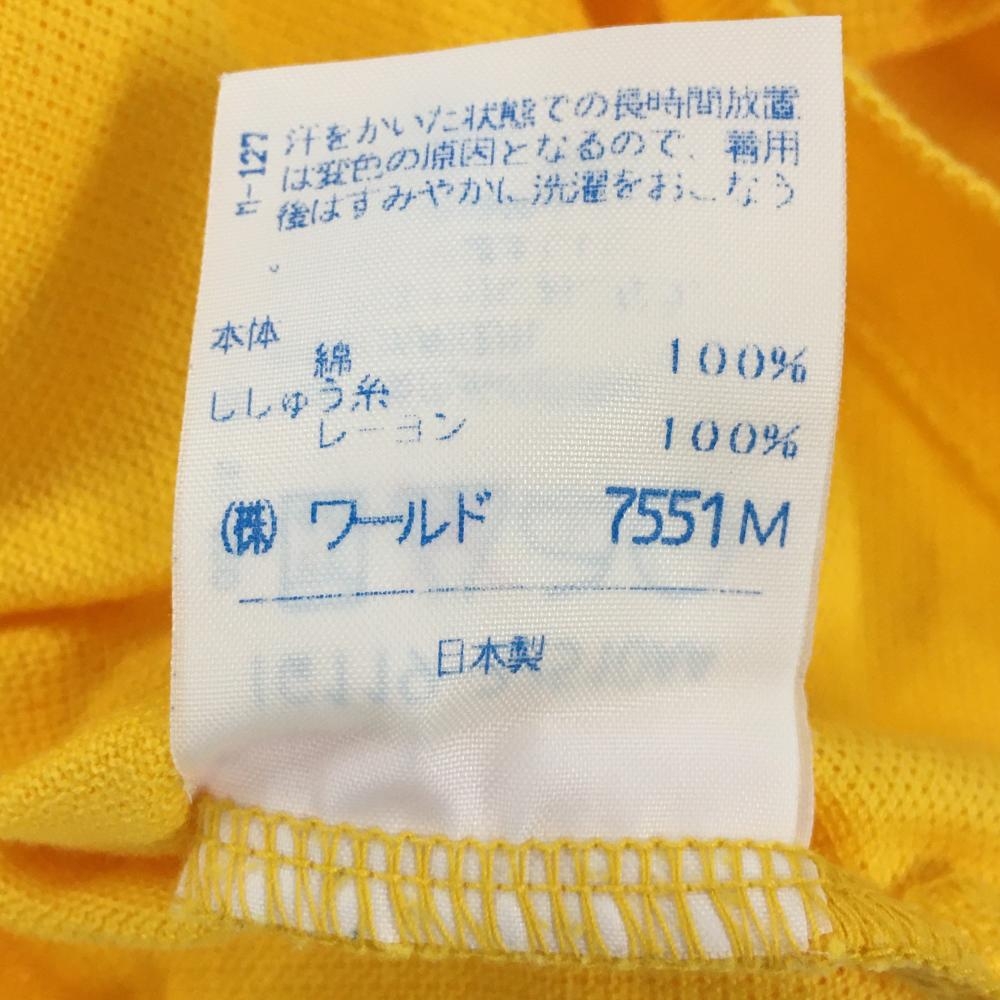 汗をかいた状態での長時間放置
は変色の原因となるので、着用
後はすみやかに洗濯をおこなう
。
本体
綿 100%
ししゅう糸
レーヨン 100%
(株) ワールド 7551M
日本製